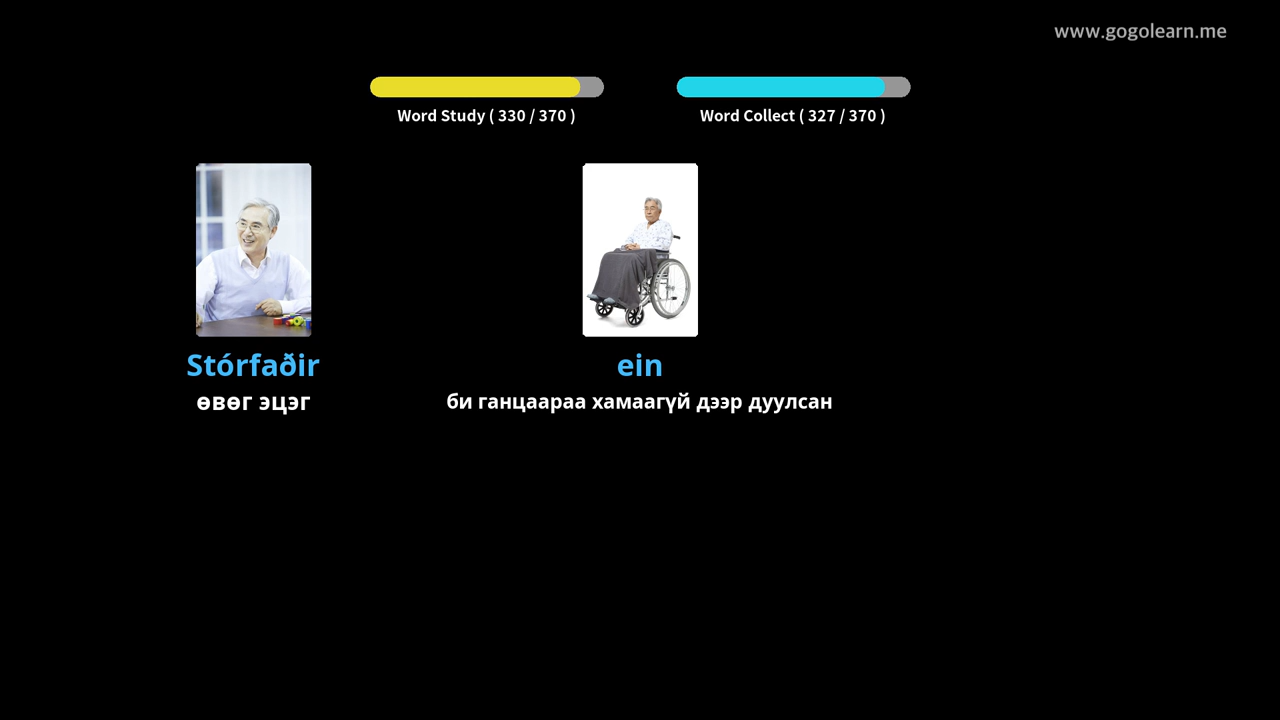 www.gogolearn.me
Word Study ( 330 / 370 )
Word Collect ( 327 / 370 )
Stórfaðir
өвөг эцэг
ein
би ганцаараа хамаагүй дээр дуулсан